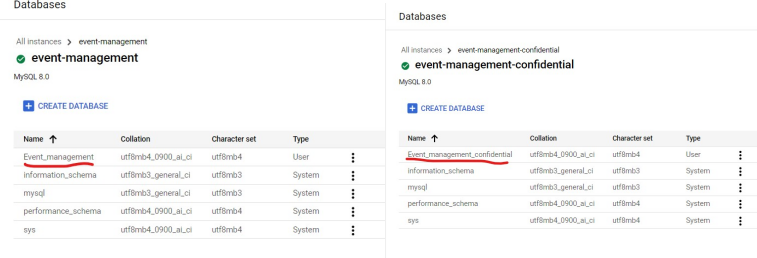 Databases
All instances > event-management
event-management
MySQL 8.0
CREATE DATABASE
Name Collation Character set Type
Event_management utf8mb4_0900_ai_ci utf8mb4 User
information_schema utf8mb3_general_ci utf8mb3 System
mysql utf8mb3_general_ci utf8mb3 System
performance_schema utf8mb4_0900_ai_ci utf8mb4 System
sys utf8mb4_0900_ai_ci utf8mb4 System
Databases
All instances > event-management-confidential
event-management-confidential
MySQL 8.0
CREATE DATABASE
Name Collation Character set Type
Event_management_confidential utf8mb4_0900_ai_ci utf8mb4 User
information_schema utf8mb3_general_ci utf8mb3 System
mysql utf8mb3_general_ci utf8mb3 System
performance_schema utf8mb4_0900_ai_ci utf8mb4 System
sys utf8mb4_0900_ai_ci utf8mb4 System